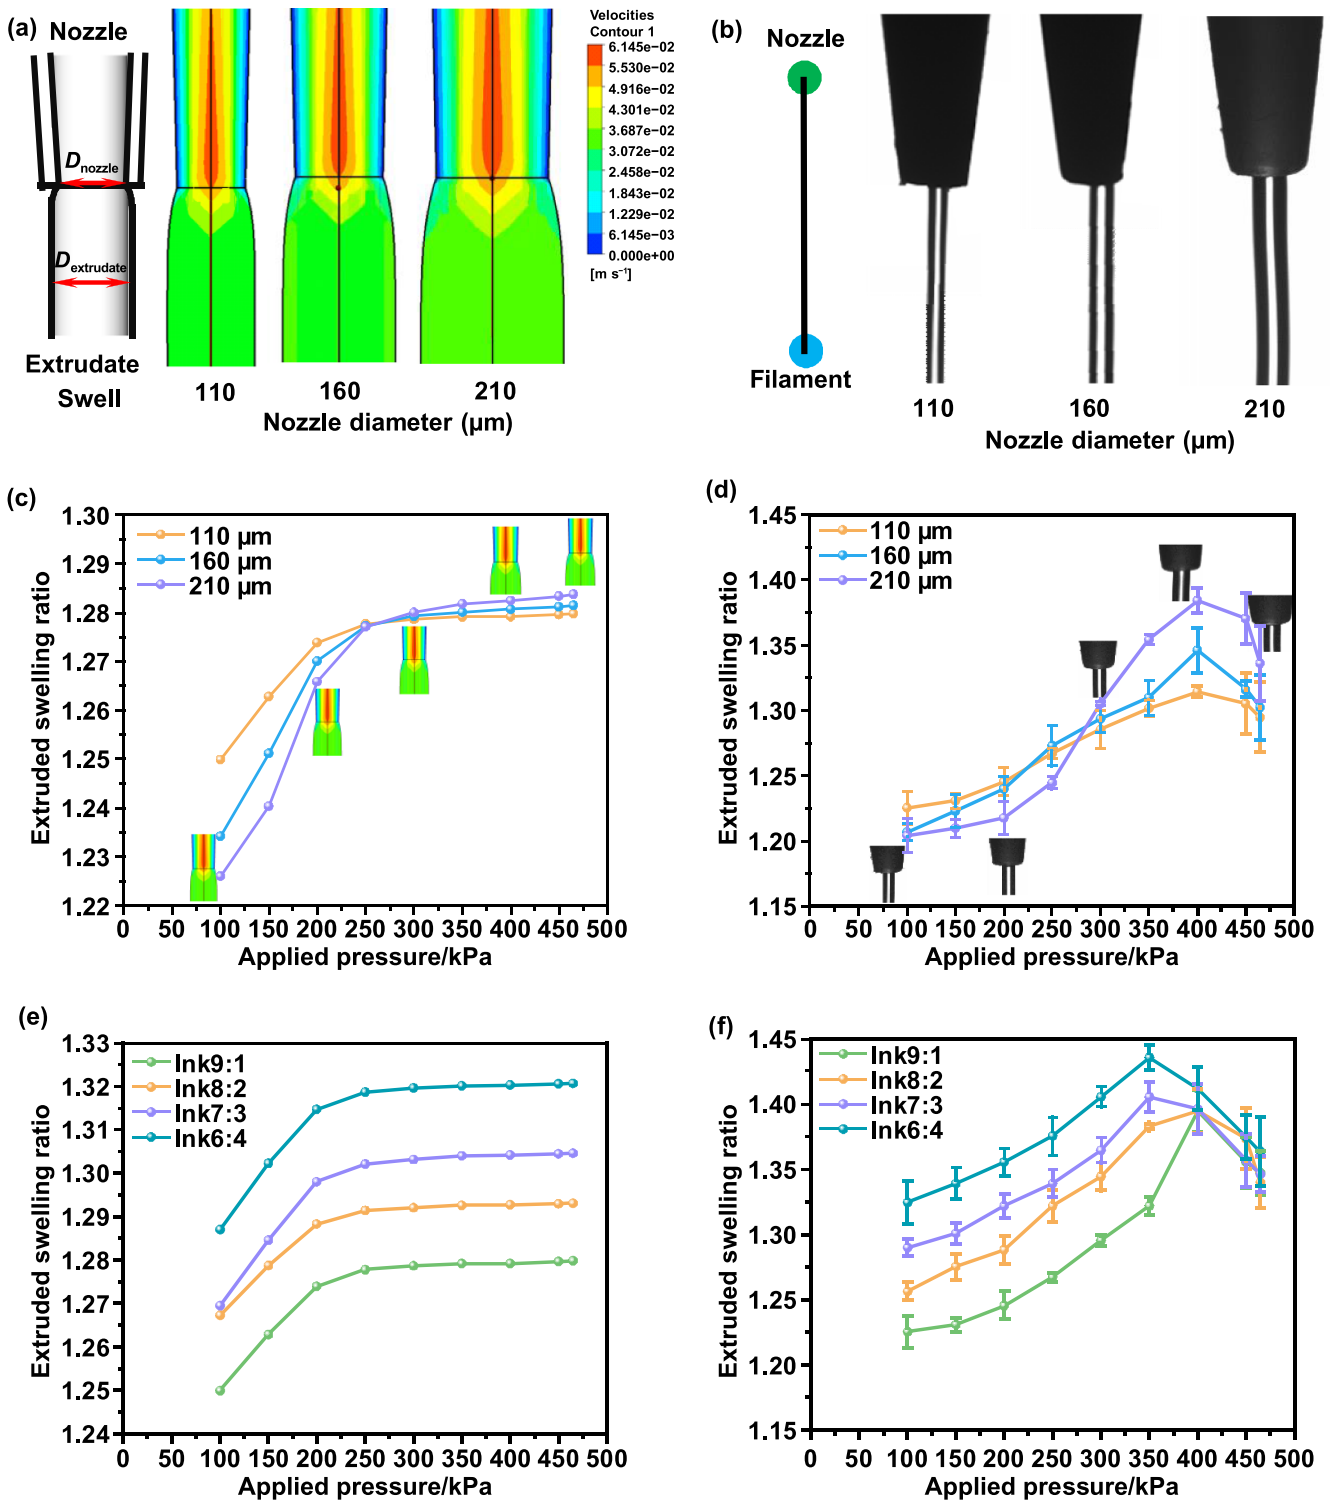 (a)
Nozzle
D nozzle
D extrudate
Extrudate
Swell
110
160
210
Nozzle diameter (µm)
Velocities
Contour 1
6.145e−02
5.530e−02
4.916e−02
4.301e−02
3.687e−02
3.072e−02
2.458e−02
1.843e−02
1.229e−02
6.145e−03
0.000e+00
[m s⁻¹]
(b)
Nozzle
Filament
110
160
210
Nozzle diameter (µm)
(c)
Extruded swelling ratio
1.30
1.29
1.28
1.27
1.26
1.25
1.24
1.23
1.22
110 µm
160 µm
210 µm
0 50 100 150 200 250 300 350 400 450 500
Applied pressure/kPa
(d)
Extruded swelling ratio
1.45
1.40
1.35
1.30
1.25
1.20
1.15
110 µm
160 µm
210 µm
0 50 100 150 200 250 300 350 400 450 500
Applied pressure/kPa
(e)
Extruded swelling ratio
1.33
1.32
1.31
1.30
1.29
1.28
1.27
1.26
1.25
1.24
Ink9:1
Ink8:2
Ink7:3
Ink6:4
0 50 100 150 200 250 300 350 400 450 500
Applied pressure/kPa
(f)
Extruded swelling ratio
1.45
1.40
1.35
1.30
1.25
1.20
1.15
Ink9:1
Ink8:2
Ink7:3
Ink6:4
0 50 100 150 200 250 300 350 400 450 500
Applied pressure/kPa